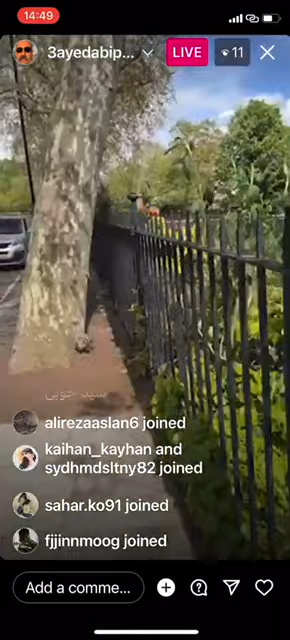 14:49
3ayedabip...
LIVE
11
سید خوبی
alirezaaslan6 joined
kaihan_kayhan and
sydhmdsltny82 joined
sahar.ko91 joined
fjjinnmoog joined
Add a comme...